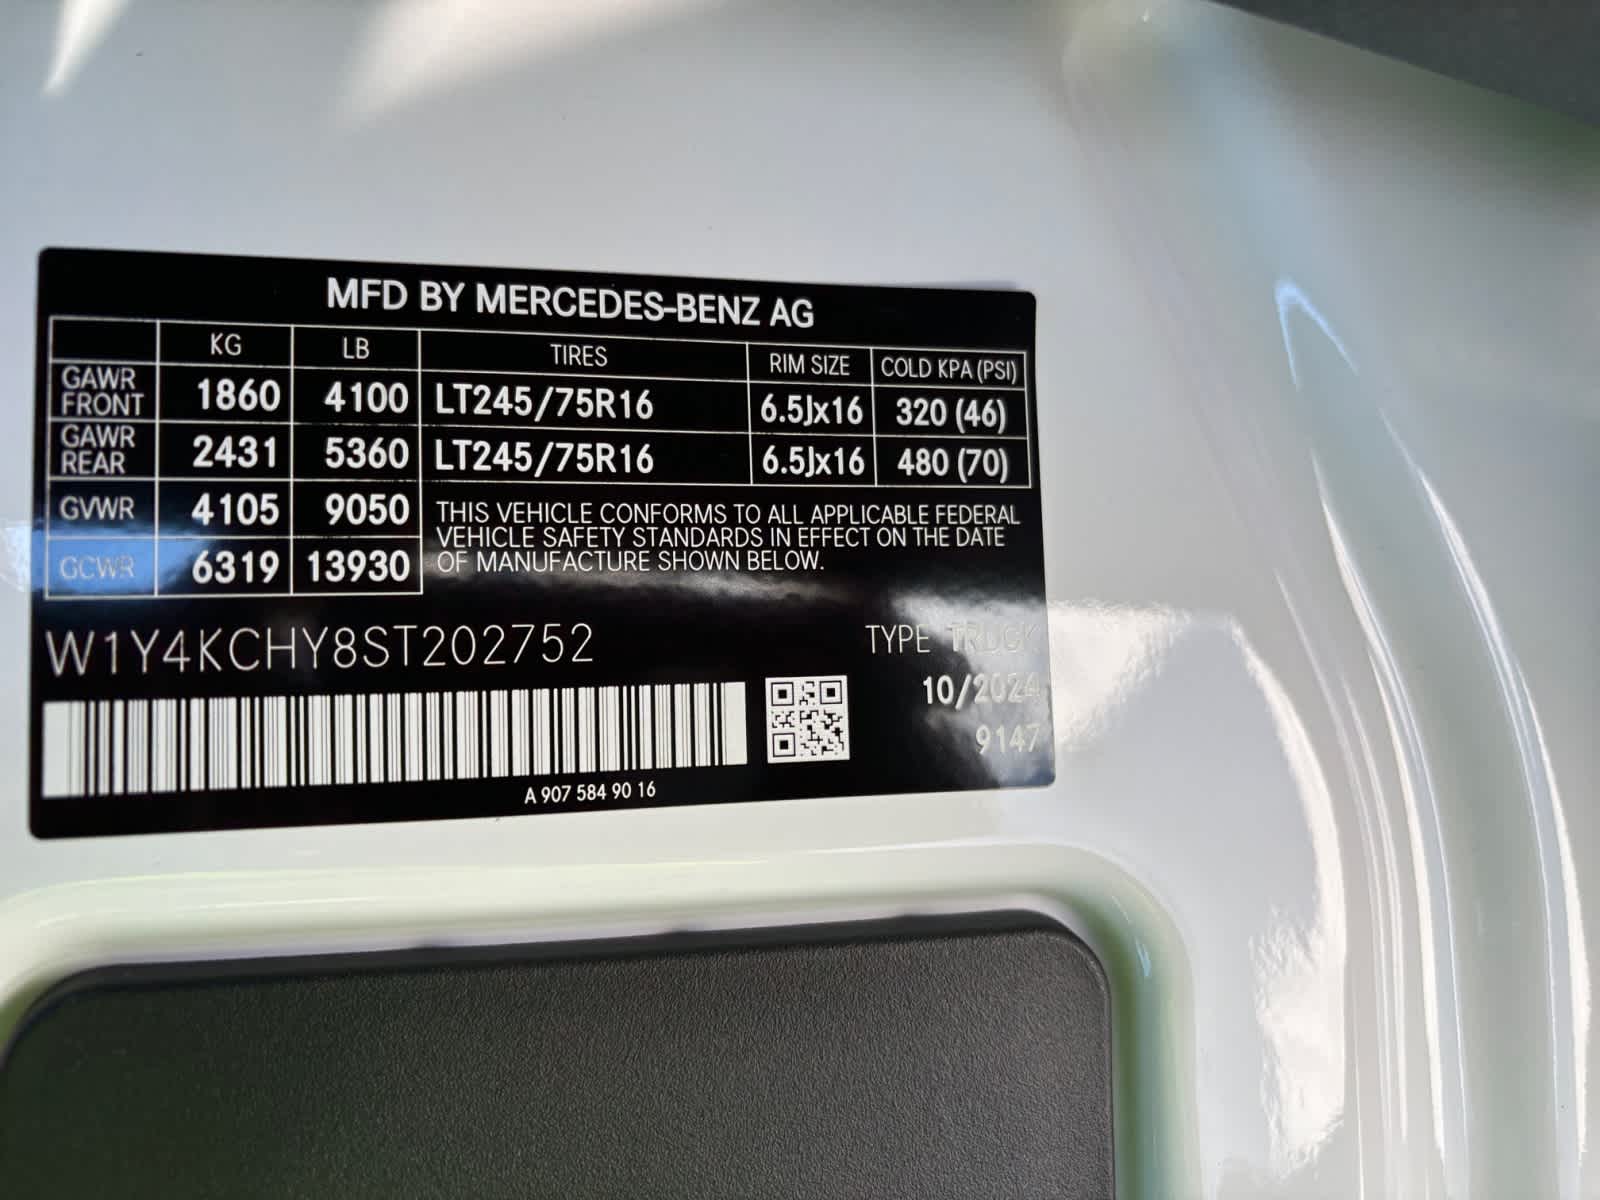 MFD BY MERCEDES-BENZ AG
KG LB TIRES RIM SIZE COLD KPA (PSI)
GAWR FRONT 1860 4100 LT245/75R16 6.5Jx16 320 (46)
GAWR REAR 2431 5360 LT245/75R16 6.5Jx16 480 (70)
GVWR 4105 9050
GCWR 6319 13930
THIS VEHICLE CONFORMS TO ALL APPLICABLE FEDERAL
VEHICLE SAFETY STANDARDS IN EFFECT ON THE DATE
OF MANUFACTURE SHOWN BELOW.
W1Y4KCHY8ST202752
TYPE TRUCK
10/2024
9147
A 907 584 90 16